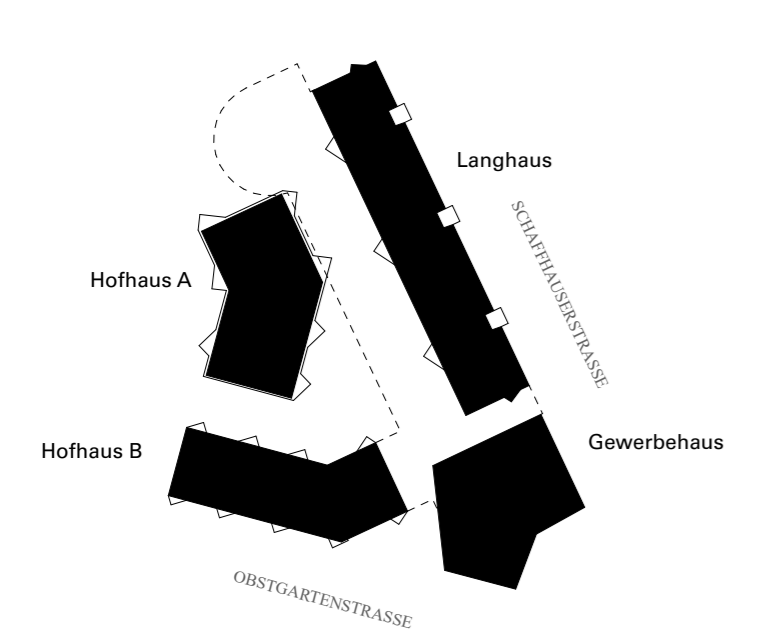 Langhaus
SCHAFFHAUSERSTRASSE
Hofhaus A
Gewerbehaus
Hofhaus B
OBSTGARTENSTRASSE